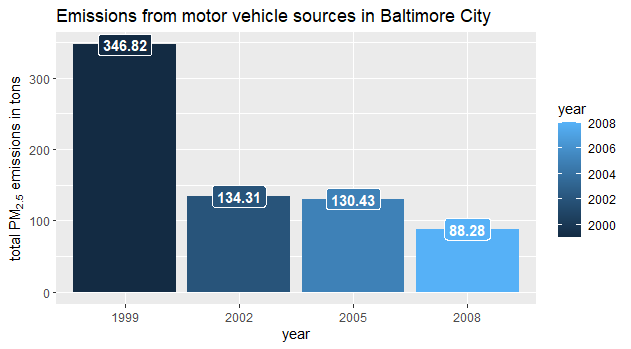 Emissions from motor vehicle sources in Baltimore City
total PM2.5 emissions in tons
300
200
100
0
346.82
134.31
130.43
88.28
1999 2002 2005 2008
year
year
2008
2006
2004
2002
2000